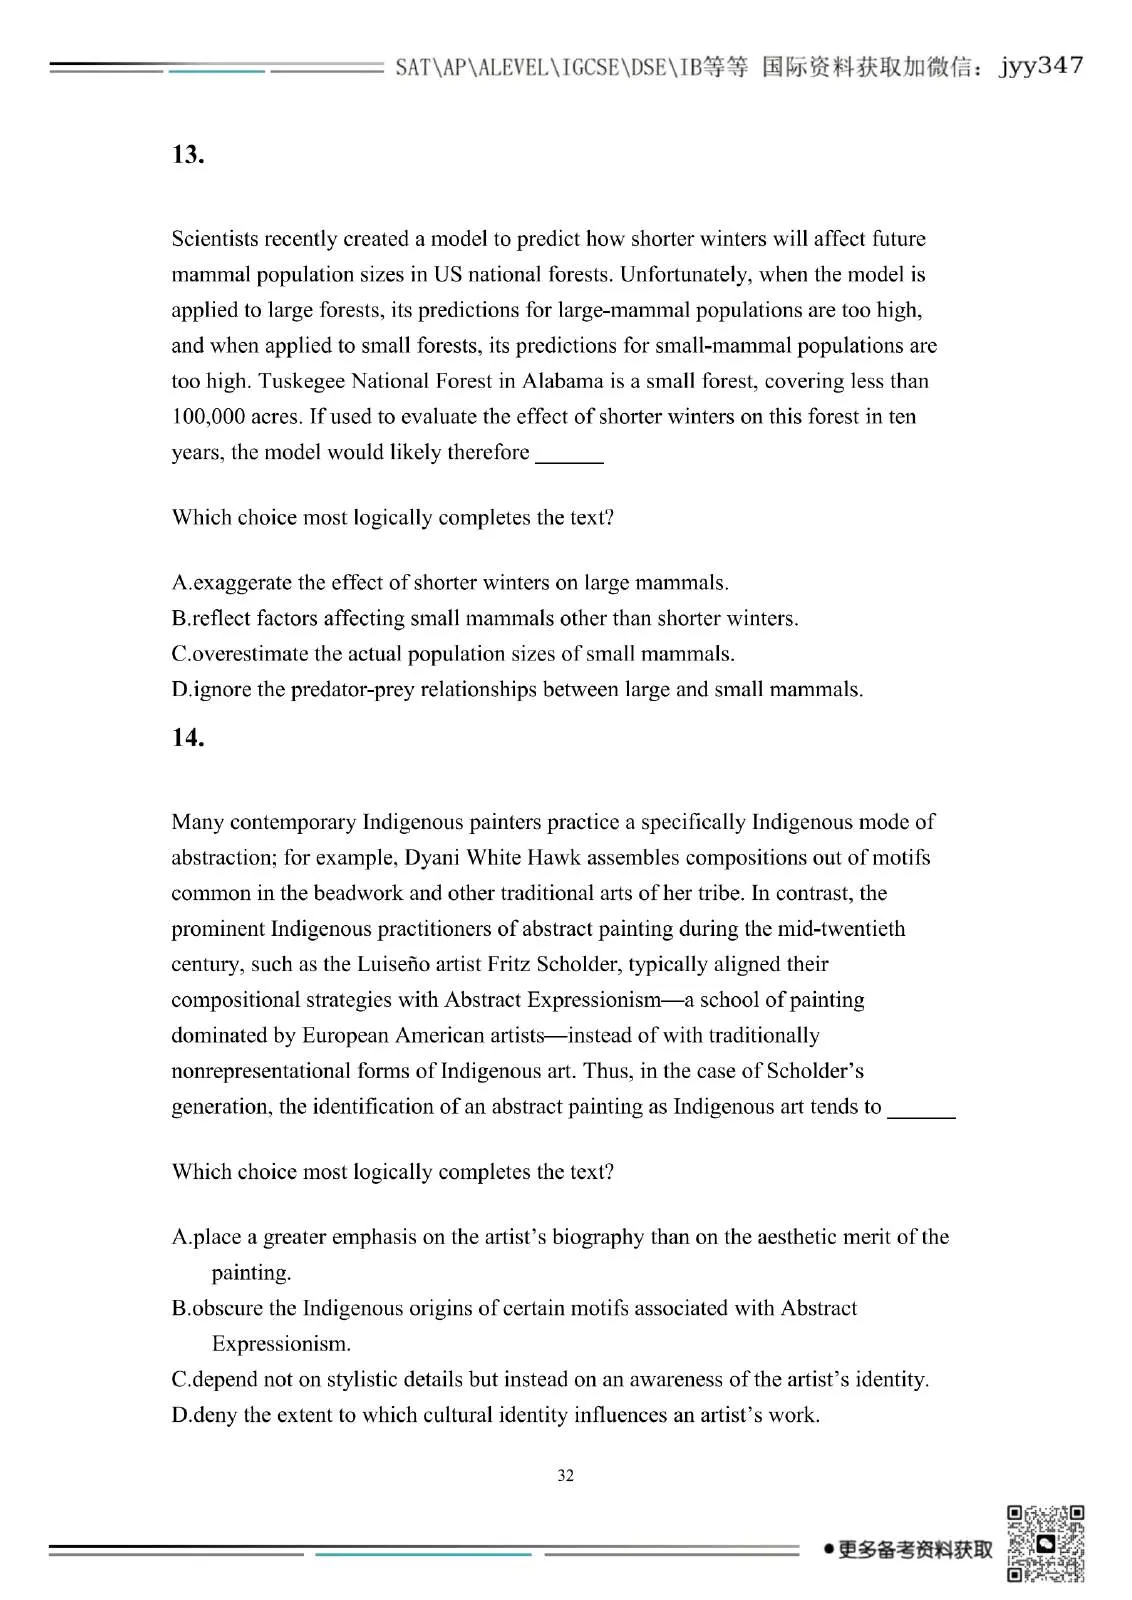 SAT\AP\ALEVEL\IGCSE\DSE\IB等等 国际资料获取加微信: jyy347
13.
Scientists recently created a model to predict how shorter winters will affect future
mammal population sizes in US national forests. Unfortunately, when the model is
applied to large forests, its predictions for large-mammal populations are too high,
and when applied to small forests, its predictions for small-mammal populations are
too high. Tuskegee National Forest in Alabama is a small forest, covering less than
100,000 acres. If used to evaluate the effect of shorter winters on this forest in ten
years, the model would likely therefore ______
Which choice most logically completes the text?
A.exaggerate the effect of shorter winters on large mammals.
B.reflect factors affecting small mammals other than shorter winters.
C.overestimate the actual population sizes of small mammals.
D.ignore the predator-prey relationships between large and small mammals.
14.
Many contemporary Indigenous painters practice a specifically Indigenous mode of
abstraction; for example, Dyani White Hawk assembles compositions out of motifs
common in the beadwork and other traditional arts of her tribe. In contrast, the
prominent Indigenous practitioners of abstract painting during the mid-twentieth
century, such as the Luiseño artist Fritz Scholder, typically aligned their
compositional strategies with Abstract Expressionism—a school of painting
dominated by European American artists—instead of with traditionally
nonrepresentational forms of Indigenous art. Thus, in the case of Scholder’s
generation, the identification of an abstract painting as Indigenous art tends to ______
Which choice most logically completes the text?
A.place a greater emphasis on the artist’s biography than on the aesthetic merit of the
painting.
B.obscure the Indigenous origins of certain motifs associated with Abstract
Expressionism.
C.depend not on stylistic details but instead on an awareness of the artist’s identity.
D.deny the extent to which cultural identity influences an artist’s work.
32
●更多备考资料获取